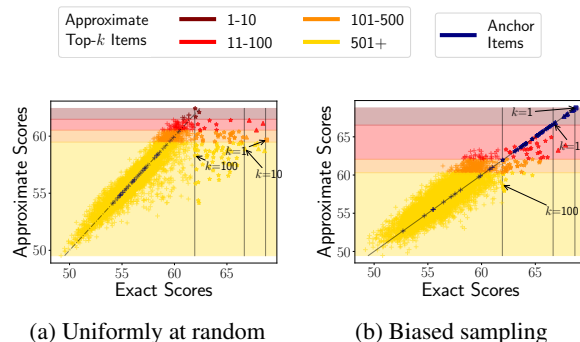 Approximate
Top-k Items
1-10
11-100
101-500
501+
Anchor
Items
Approximate Scores
60
55
50
k=1
k=100
k=10
50
55
60
65
Exact Scores
(a) Uniformly at random
Approximate Scores
65
60
55
50
k=1
k=1
k=100
50
55
60
65
Exact Scores
(b) Biased sampling